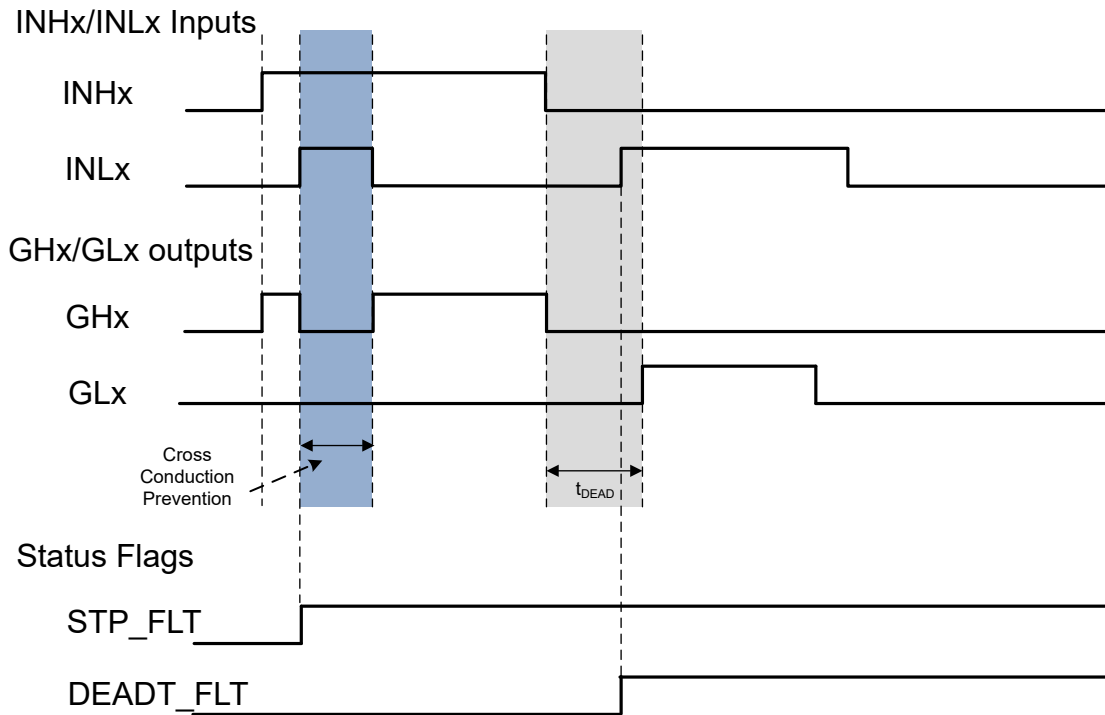 INHx/INLx Inputs
INHx
INLx
GHx/GLx outputs
GHx
GLx
Cross
Conduction
Prevention
tDEAD
Status Flags
STP_FLT
DEADT_FLT